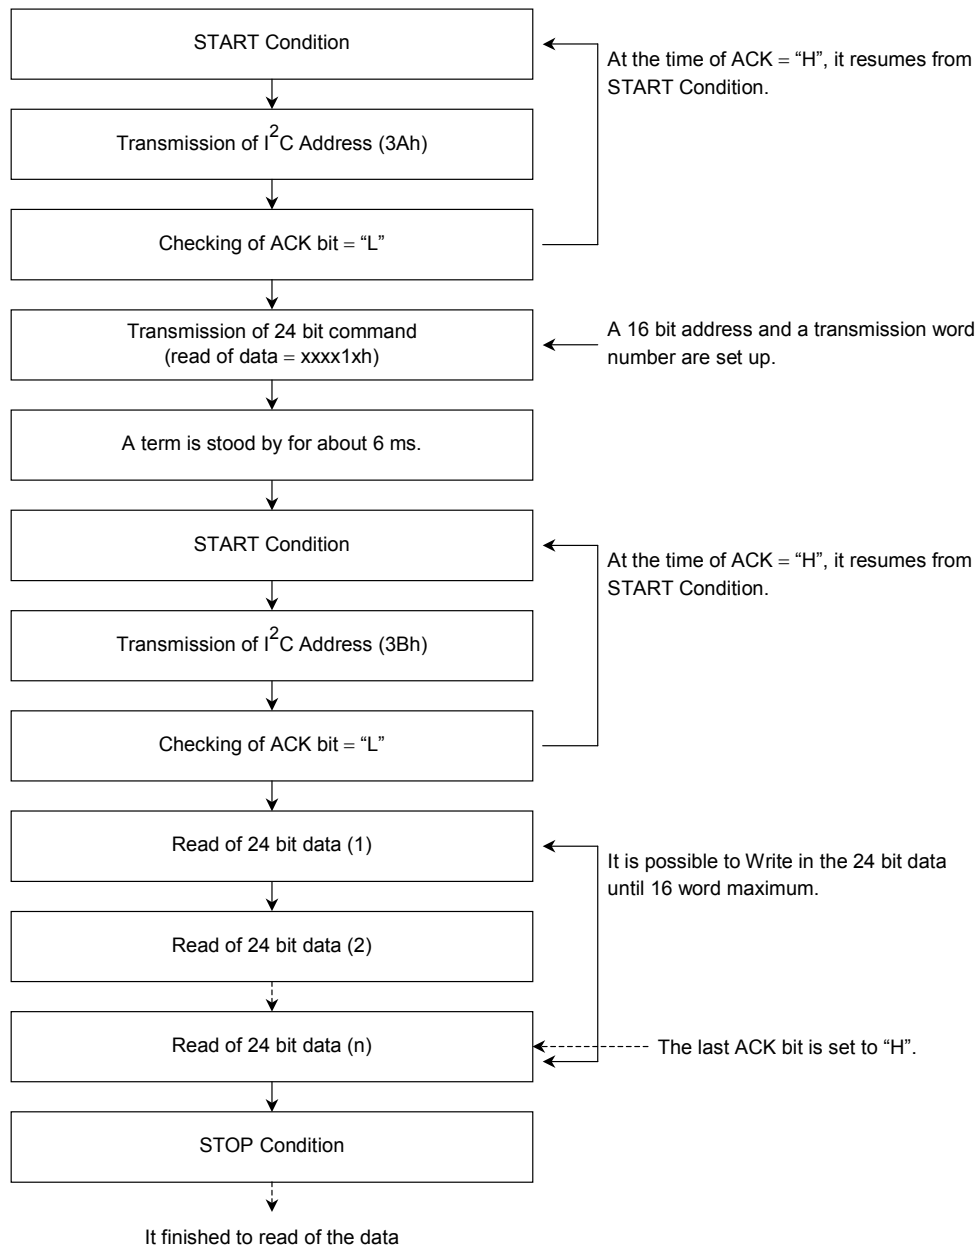 START Condition
At the time of ACK = “H”, it resumes from
START Condition.
Transmission of I²C Address (3Ah)
Checking of ACK bit = “L”
Transmission of 24 bit command
(read of data = xxxx1xh)
A 16 bit address and a transmission word
number are set up.
A term is stood by for about 6 ms.
START Condition
At the time of ACK = “H”, it resumes from
START Condition.
Transmission of I²C Address (3Bh)
Checking of ACK bit = “L”
Read of 24 bit data (1)
It is possible to Write in the 24 bit data
until 16 word maximum.
Read of 24 bit data (2)
Read of 24 bit data (n)
The last ACK bit is set to “H”.
STOP Condition
It finished to read of the data